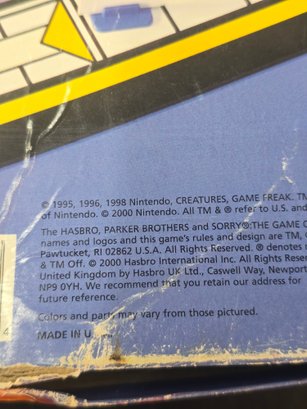 © 1995, 1996, 1998 Nintendo, CREATURES, GAME FREAK. TM
of Nintendo. © 2000 Nintendo. All TM & ® refer to U.S. and
The HASBRO, PARKER BROTHERS and SORRY®:THE GAME O
names and logos and this game's rules and design are TM,
Pawtucket, RI 02862 U.S.A. All Rights Reserved. ® denotes
& TM Off. © 2000 Hasbro International Inc. All Rights Reser
United Kingdom by Hasbro UK Ltd., Caswell Way, Newport
NP9 0YH. We recommend that you retain our address for
future reference.
Colors and parts may vary from those pictured.
MADE IN U.